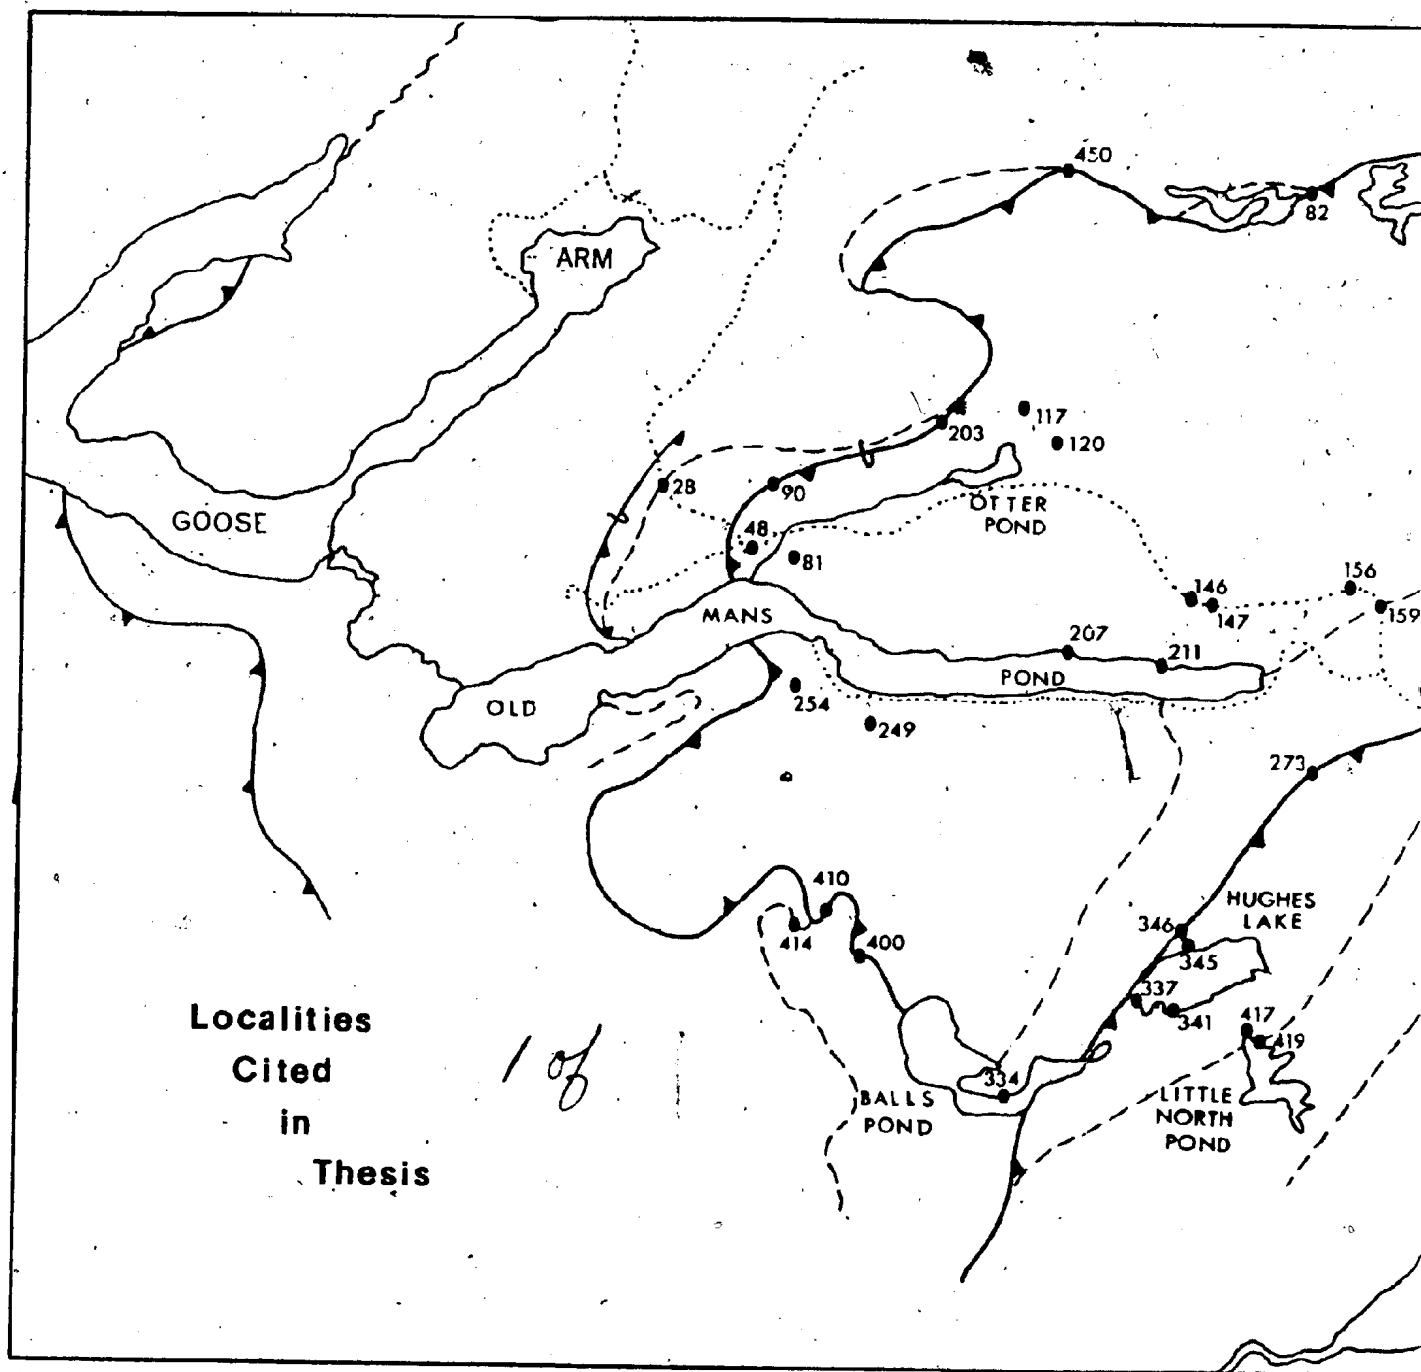 450
82
ARM
117
203
120
28
90
OTTER
POND
GOOSE
48
81
146
147
156
159
MANS
207
211
POND
254
OLD
249
273
410
414
400
HUGHES
LAKE
346
345
337
341
417
419
Localities
Cited
in
Thesis
1 of
334
BALLS
POND
LITTLE
NORTH
POND